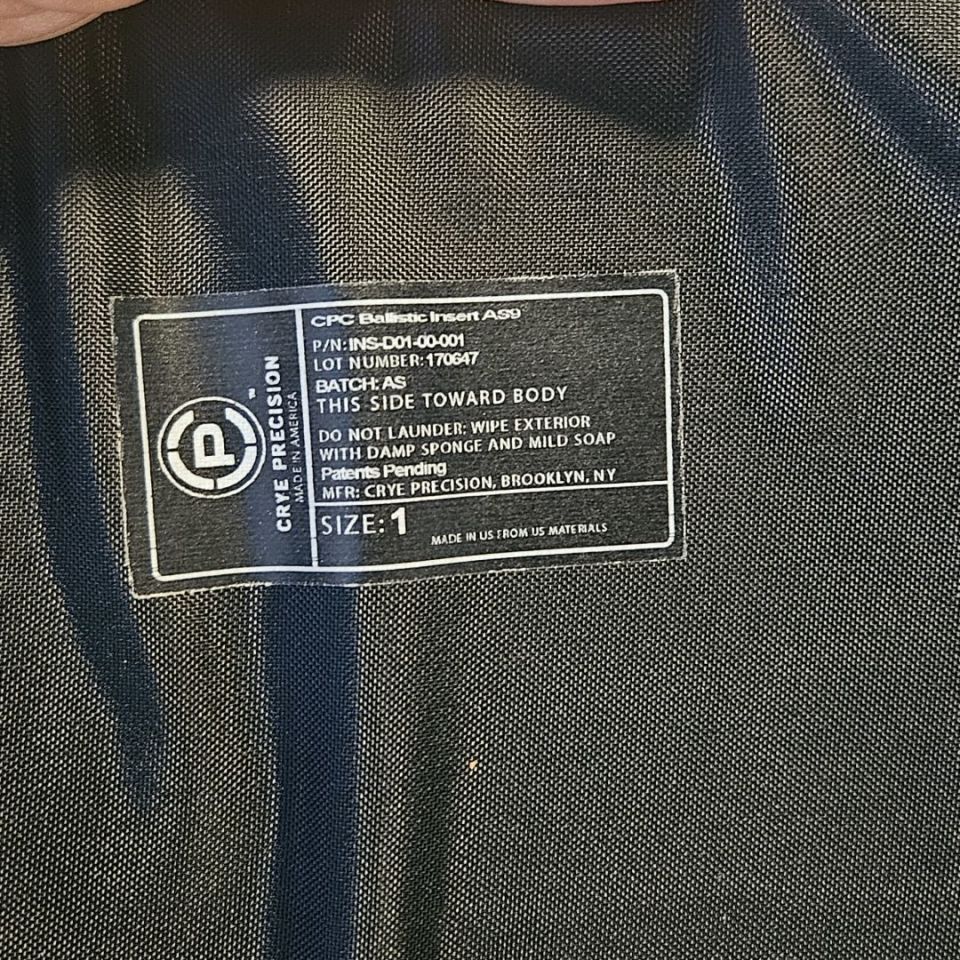 P
TM
CRYE PRECISION
MADE IN AMERICA
CPC Ballistic Insert AS9
P/N: INS-D01-00-001
LOT NUMBER: 170647
BATCH: AS
THIS SIDE TOWARD BODY
DO NOT LAUNDER: WIPE EXTERIOR
WITH DAMP SPONGE AND MILD SOAP
Patents Pending
MFR: CRYE PRECISION, BROOKLYN, NY
SIZE: 1
MADE IN US FROM US MATERIALS